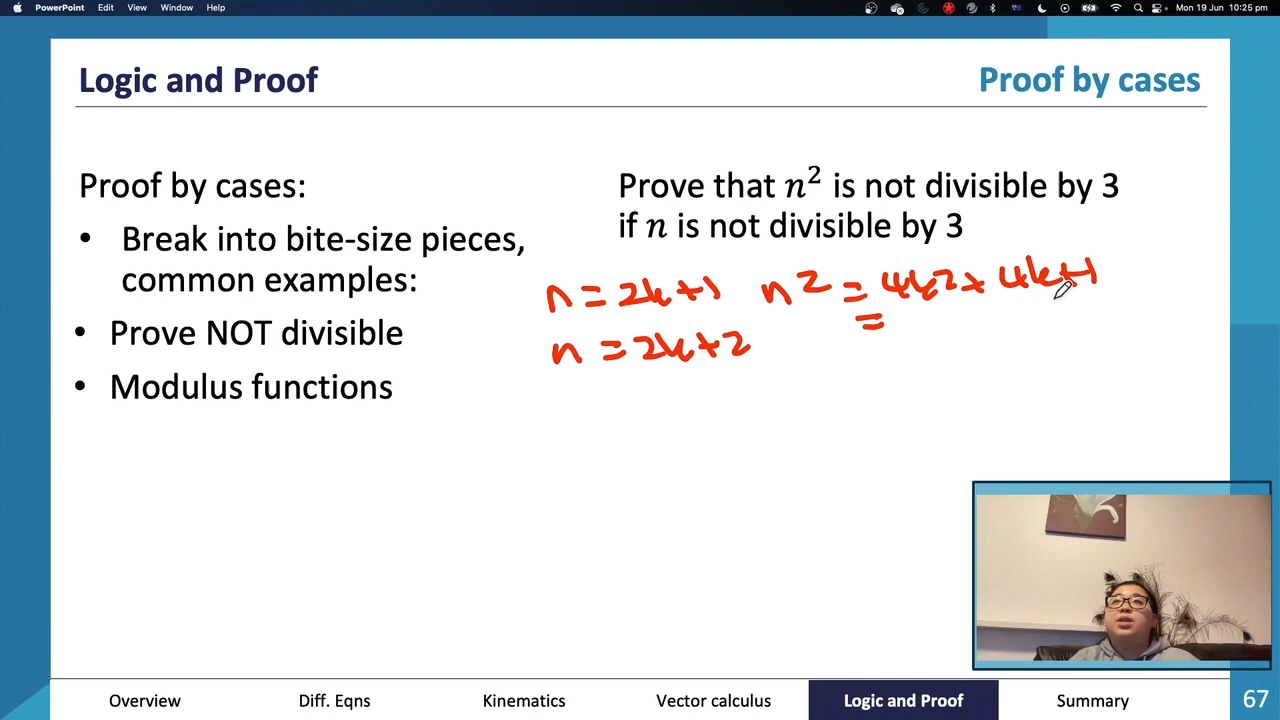 PowerPoint Edit View Window Help Mon 19 Jun 10:25 pm
Logic and Proof
Proof by cases
Proof by cases:
• Break into bite-size pieces,
common examples:
• Prove NOT divisible
• Modulus functions
Prove that n² is not divisible by 3
if n is not divisible by 3
n = 2k+1 n² = 4k²+4k+1
=
n = 2k+2
Overview Diff. Eqns Kinematics Vector calculus Logic and Proof Summary 67